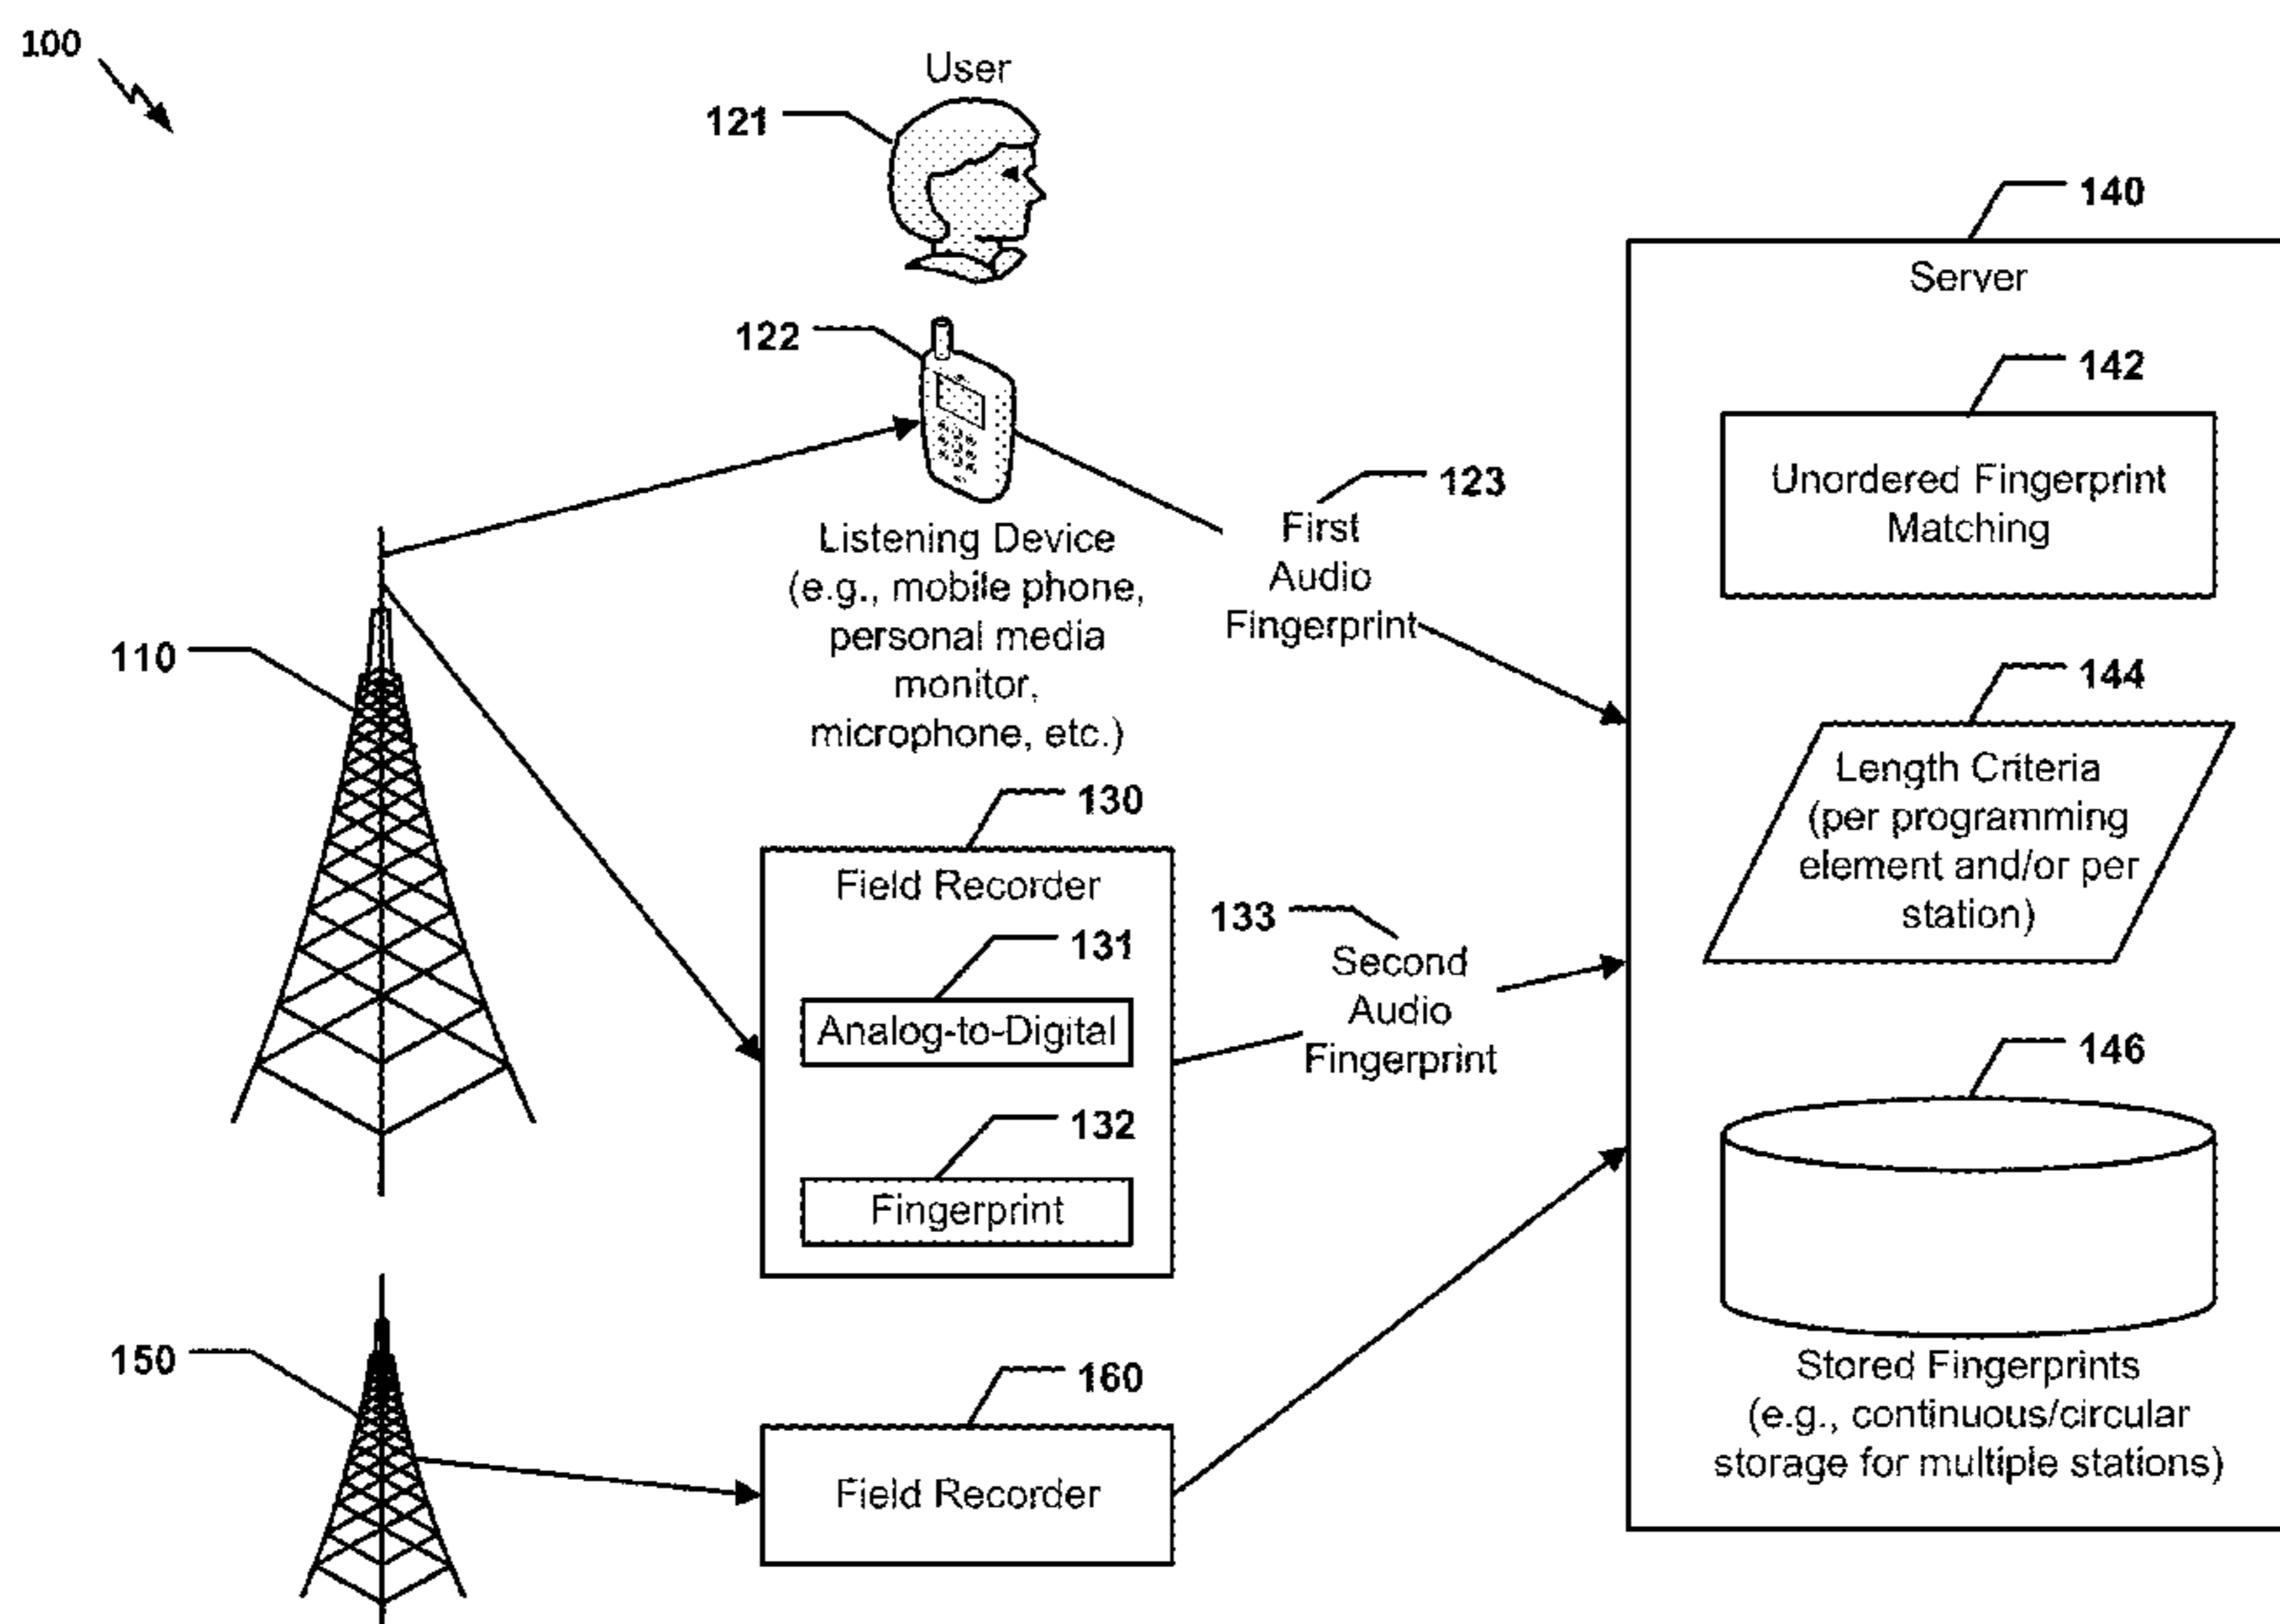 100
User
121
122
Listening Device
(e.g., mobile phone,
personal media
monitor,
microphone, etc.)
123
First
Audio
Fingerprint
110
130
Field Recorder
131
Analog-to-Digital
132
Fingerprint
133
Second
Audio
Fingerprint
150
160
Field Recorder
140
Server
142
Unordered Fingerprint
Matching
144
Length Criteria
(per programming
element and/or per
station)
146
Stored Fingerprints
(e.g., continuous/circular
storage for multiple stations)